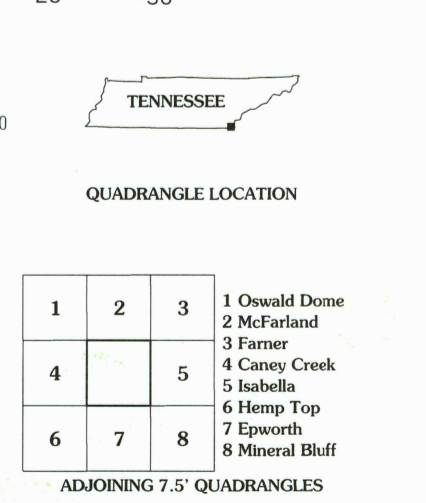 TENNESSEE
0
QUADRANGLE LOCATION
1 2 3
4 5
6 7 8
1 Oswald Dome
2 McFarland
3 Farner
4 Caney Creek
5 Isabella
6 Hemp Top
7 Epworth
8 Mineral Bluff
ADJOINING 7.5' QUADRANGLES